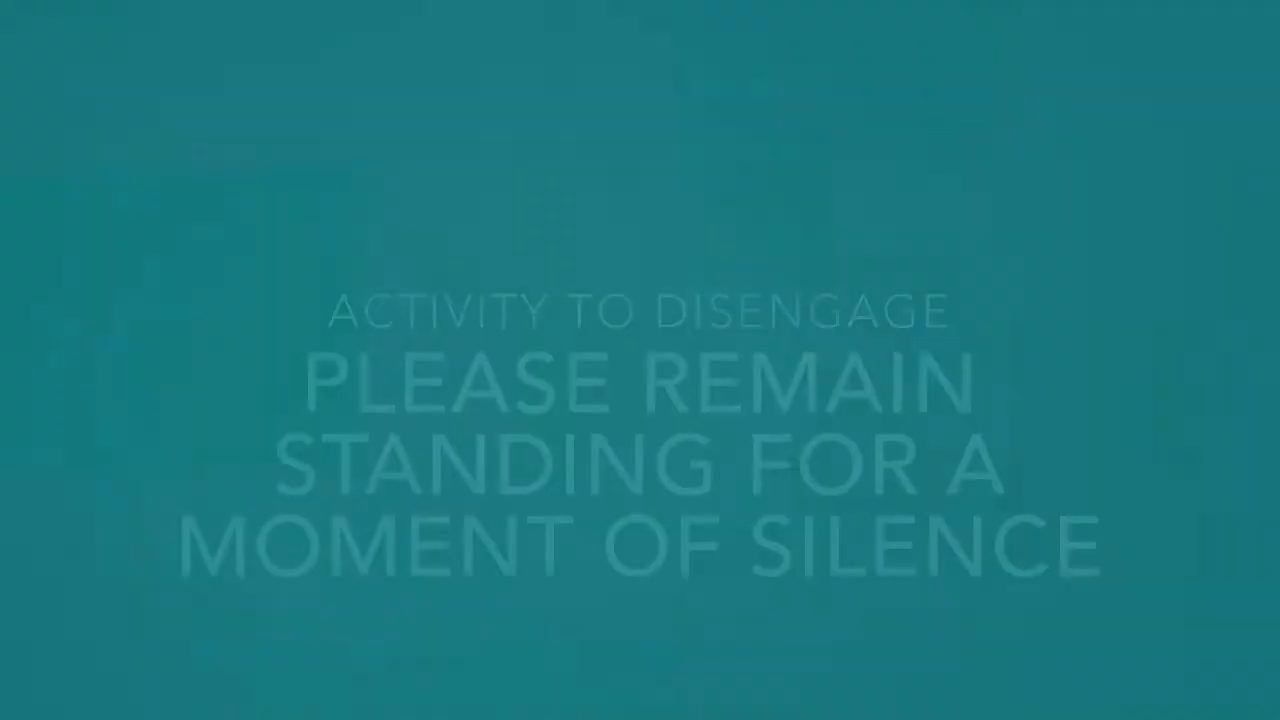 ACTIVITY TO DISENGAGE
PLEASE REMAIN
STANDING FOR A
MOMENT OF SILENCE